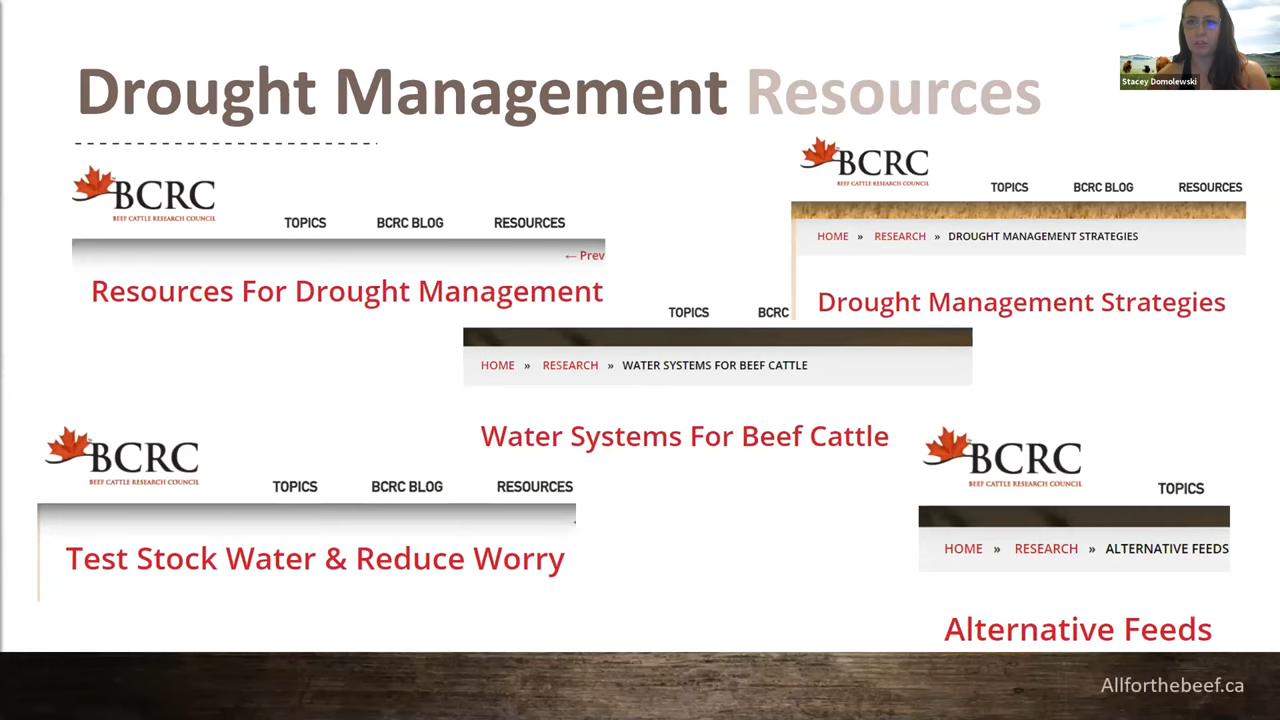 Drought Management Resources
Stacey Domolewski
BCRC
BEEF CATTLE RESEARCH COUNCIL
TOPICS BCRC BLOG RESOURCES
← Prev
Resources For Drought Management
BCRC
BEEF CATTLE RESEARCH COUNCIL
TOPICS BCRC BLOG RESOURCES
HOME » RESEARCH » DROUGHT MANAGEMENT STRATEGIES
Drought Management Strategies
TOPICS BCRC
HOME » RESEARCH » WATER SYSTEMS FOR BEEF CATTLE
Water Systems For Beef Cattle
BCRC
BEEF CATTLE RESEARCH COUNCIL
TOPICS BCRC BLOG RESOURCES
Test Stock Water & Reduce Worry
BCRC
BEEF CATTLE RESEARCH COUNCIL
TOPICS
HOME » RESEARCH » ALTERNATIVE FEEDS
Alternative Feeds
Allforthebeef.ca